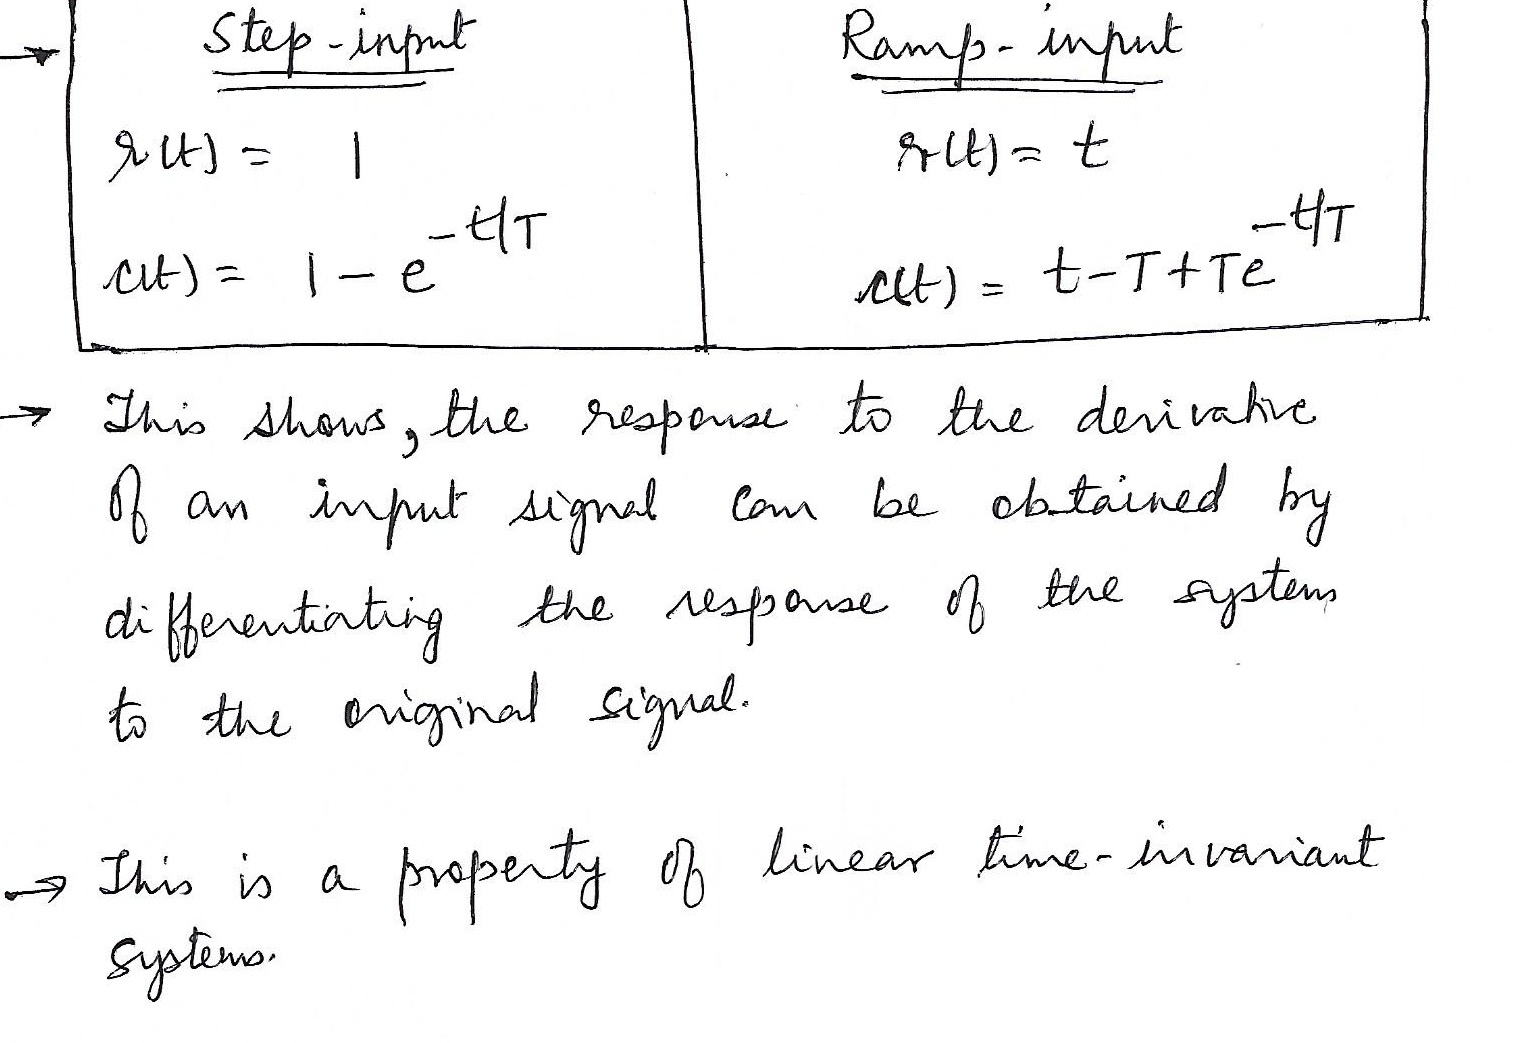 → Step-input Ramp-input
r(t) = 1 r(t) = t
c(t) = 1 - e^{-t/T} c(t) = t-T+Te^{-t/T}
→ This shows, the response to the derivative
of an input signal can be obtained by
differentiating the response of the system
to the original signal.
→ This is a property of linear time-invariant
systems.